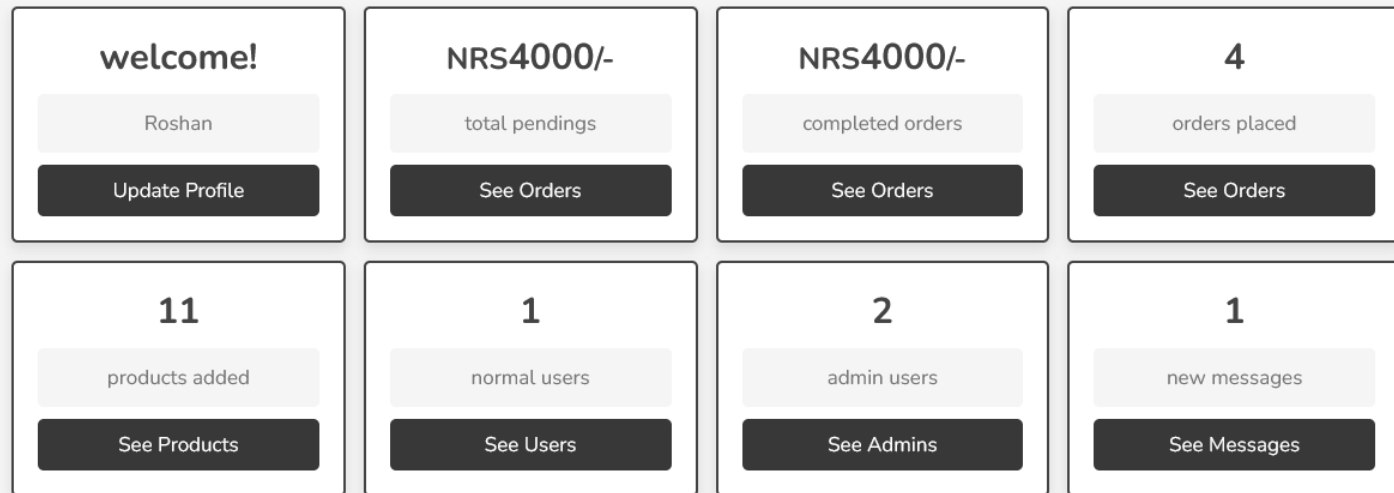 welcome!
Roshan
Update Profile
NRS4000/-
total pendings
See Orders
NRS4000/-
completed orders
See Orders
4
orders placed
See Orders
11
products added
See Products
1
normal users
See Users
2
admin users
See Admins
1
new messages
See Messages